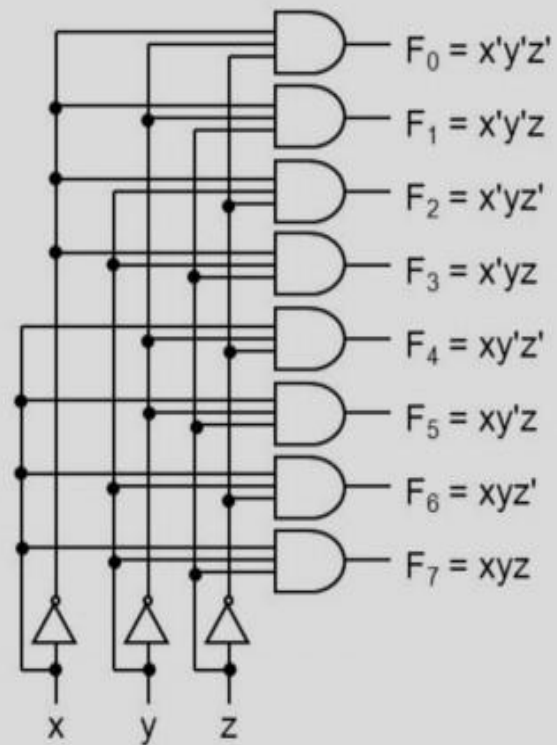 F₀ = x'y'z'
F₁ = x'y'z
F₂ = x'yz'
F₃ = x'yz
F₄ = xy'z'
F₅ = xy'z
F₆ = xyz'
F₇ = xyz
x y z